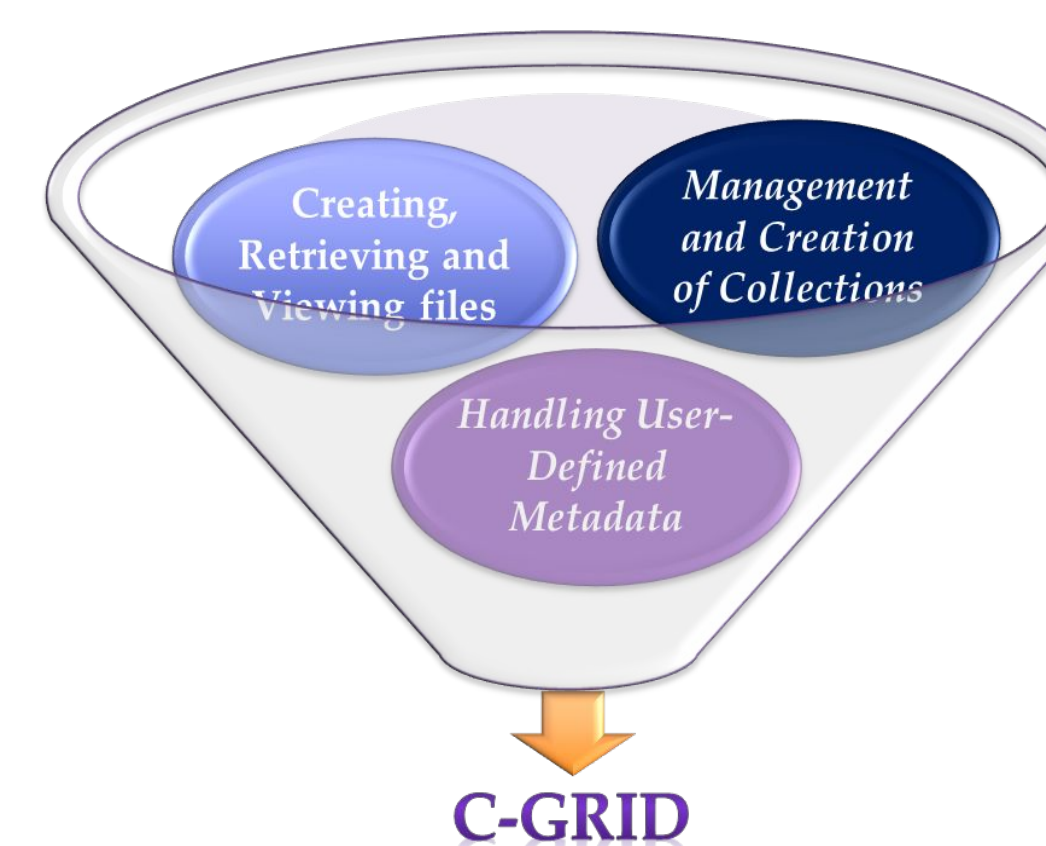 Creating,
Retrieving and
Viewing files
Management
and Creation
of Collections
Handling User-
Defined
Metadata
C-GRID